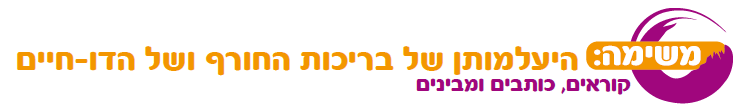 משימה: היעלמותן של בריכות החורף ושל הדו-חיים
קוראים, כותבים ומבינים